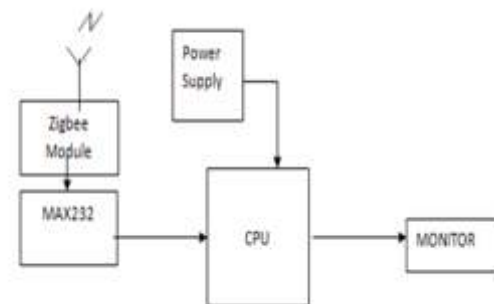 Power
Supply
Zigbee
Module
MAX232
CPU
MONITOR